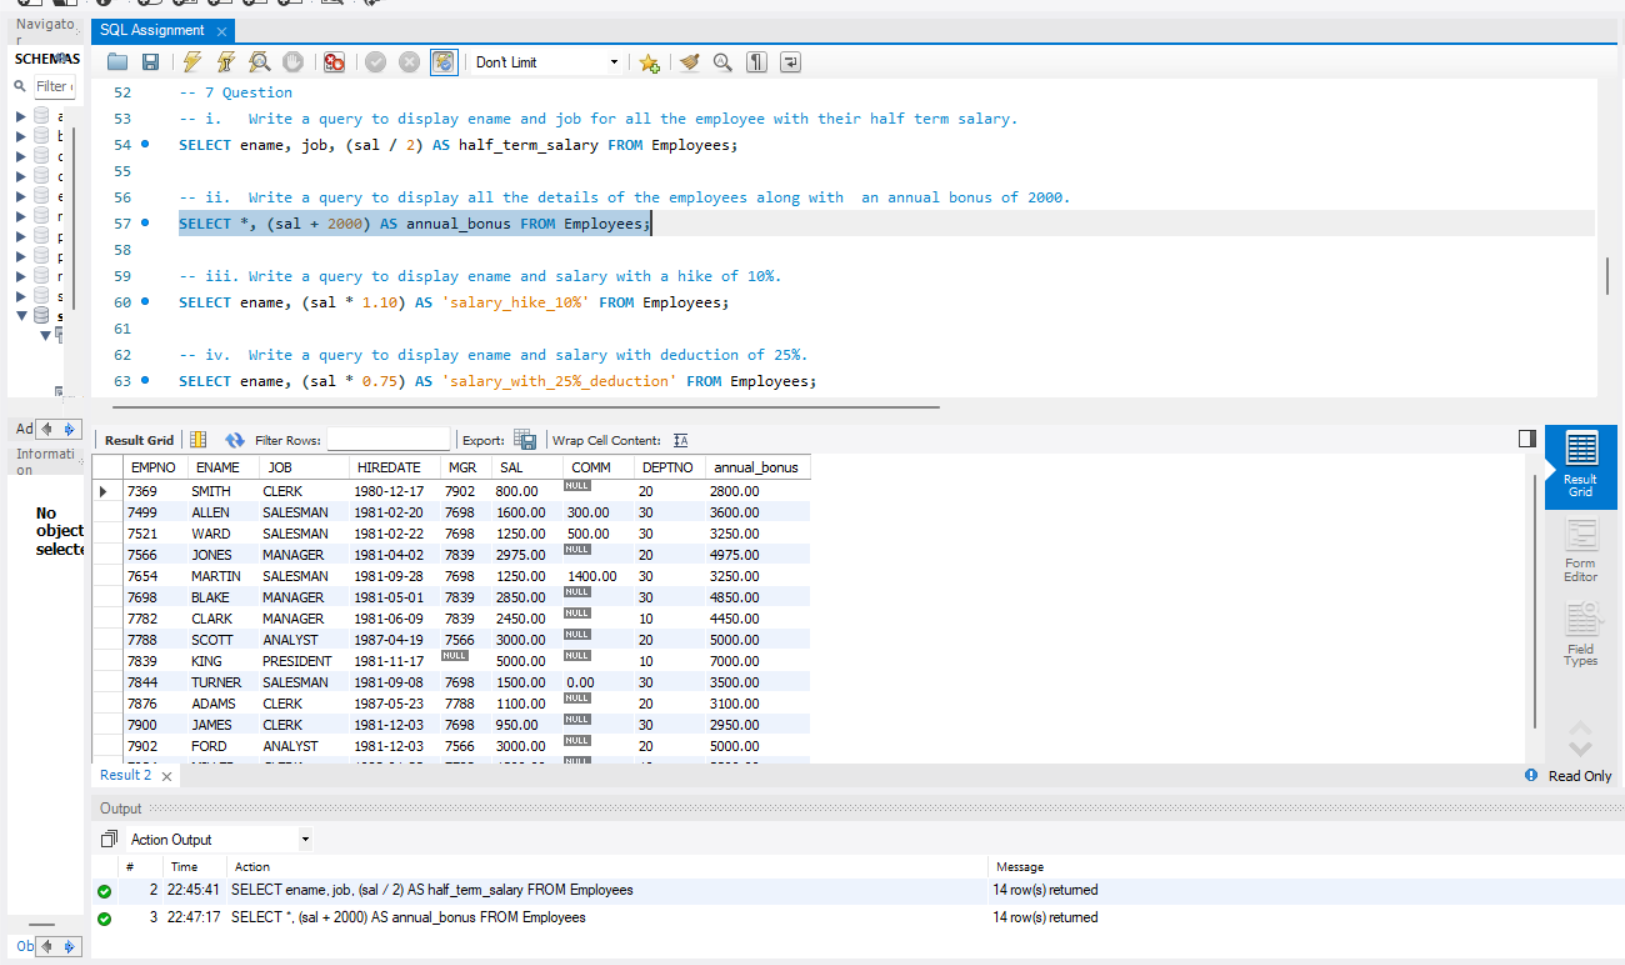 Navigato
r
SQL Assignment
SCHEMAS
Don't Limit
Filter
52 -- 7 Question
53 -- i. Write a query to display ename and job for all the employee with their half term salary.
54 SELECT ename, job, (sal / 2) AS half_term_salary FROM Employees;
55
56 -- ii. Write a query to display all the details of the employees along with an annual bonus of 2000.
57 SELECT *, (sal + 2000) AS annual_bonus FROM Employees;
58
59 -- iii. Write a query to display ename and salary with a hike of 10%.
60 SELECT ename, (sal * 1.10) AS 'salary_hike_10%' FROM Employees;
61
62 -- iv. Write a query to display ename and salary with deduction of 25%.
63 SELECT ename, (sal * 0.75) AS 'salary_with_25%_deduction' FROM Employees;
Ad
Informati
on
No
object
selecte
Result Grid Filter Rows: Export: Wrap Cell Content:
EMPNO ENAME JOB HIREDATE MGR SAL COMM DEPTNO annual_bonus
7369 SMITH CLERK 1980-12-17 7902 800.00 NULL 20 2800.00
7499 ALLEN SALESMAN 1981-02-20 7698 1600.00 300.00 30 3600.00
7521 WARD SALESMAN 1981-02-22 7698 1250.00 500.00 30 3250.00
7566 JONES MANAGER 1981-04-02 7839 2975.00 NULL 20 4975.00
7654 MARTIN SALESMAN 1981-09-28 7698 1250.00 1400.00 30 3250.00
7698 BLAKE MANAGER 1981-05-01 7839 2850.00 NULL 30 4850.00
7782 CLARK MANAGER 1981-06-09 7839 2450.00 NULL 10 4450.00
7788 SCOTT ANALYST 1987-04-19 7566 3000.00 NULL 20 5000.00
7839 KING PRESIDENT 1981-11-17 NULL 5000.00 NULL 10 7000.00
7844 TURNER SALESMAN 1981-09-08 7698 1500.00 0.00 30 3500.00
7876 ADAMS CLERK 1987-05-23 7788 1100.00 NULL 20 3100.00
7900 JAMES CLERK 1981-12-03 7698 950.00 NULL 30 2950.00
7902 FORD ANALYST 1981-12-03 7566 3000.00 NULL 20 5000.00
Result
Grid
Form
Editor
Field
Types
Result 2
Read Only
Output
Action Output
# Time Action Message
2 22:45:41 SELECT ename, job, (sal / 2) AS half_term_salary FROM Employees 14 row(s) returned
3 22:47:17 SELECT *, (sal + 2000) AS annual_bonus FROM Employees 14 row(s) returned
Ob